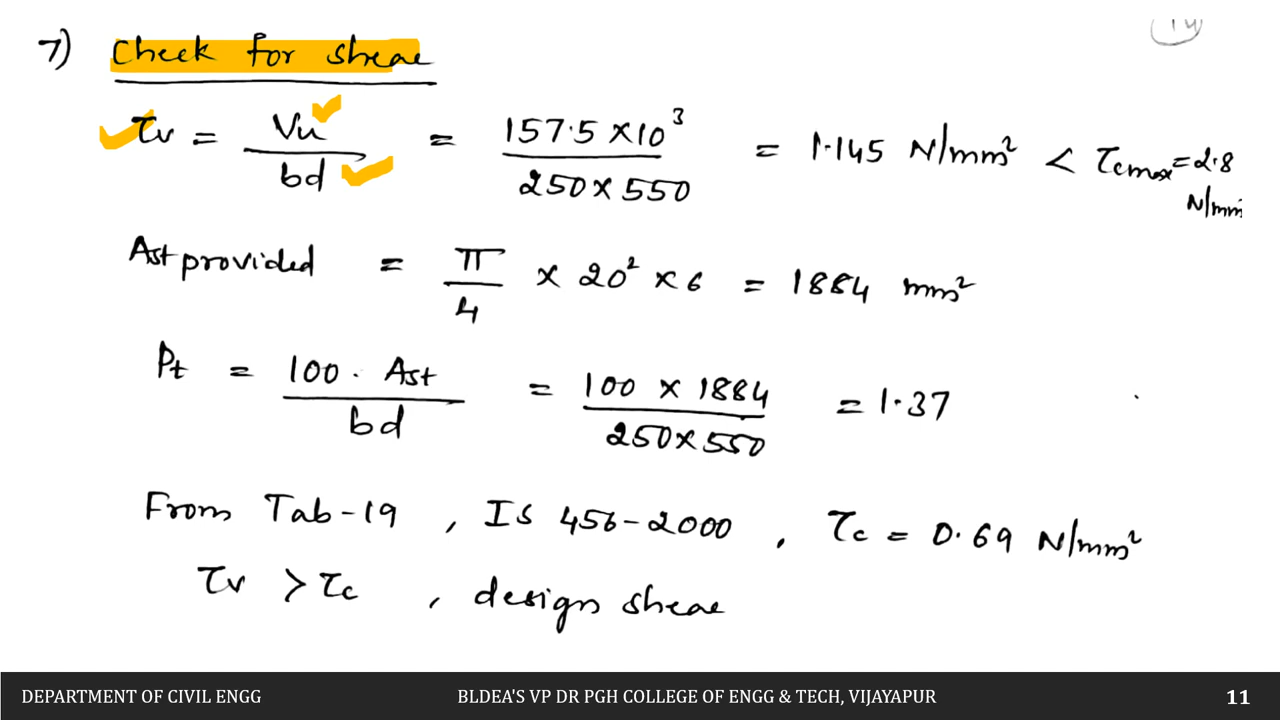 14
7) Check for shear
τv = Vu / bd = 157.5 × 10³ / 250 × 550 = 1.145 N/mm² < τcmax = 2.8 N/mm
Ast provided = π / 4 × 20² × 6 = 1884 mm²
Pt = 100 · Ast / bd = 100 × 1884 / 250 × 550 = 1.37
From Tab-19 , IS 456-2000 , τc = 0.69 N/mm²
τv > τc , design shear
DEPARTMENT OF CIVIL ENGG BLDEA'S VP DR PGH COLLEGE OF ENGG & TECH, VIJAYAPUR 11